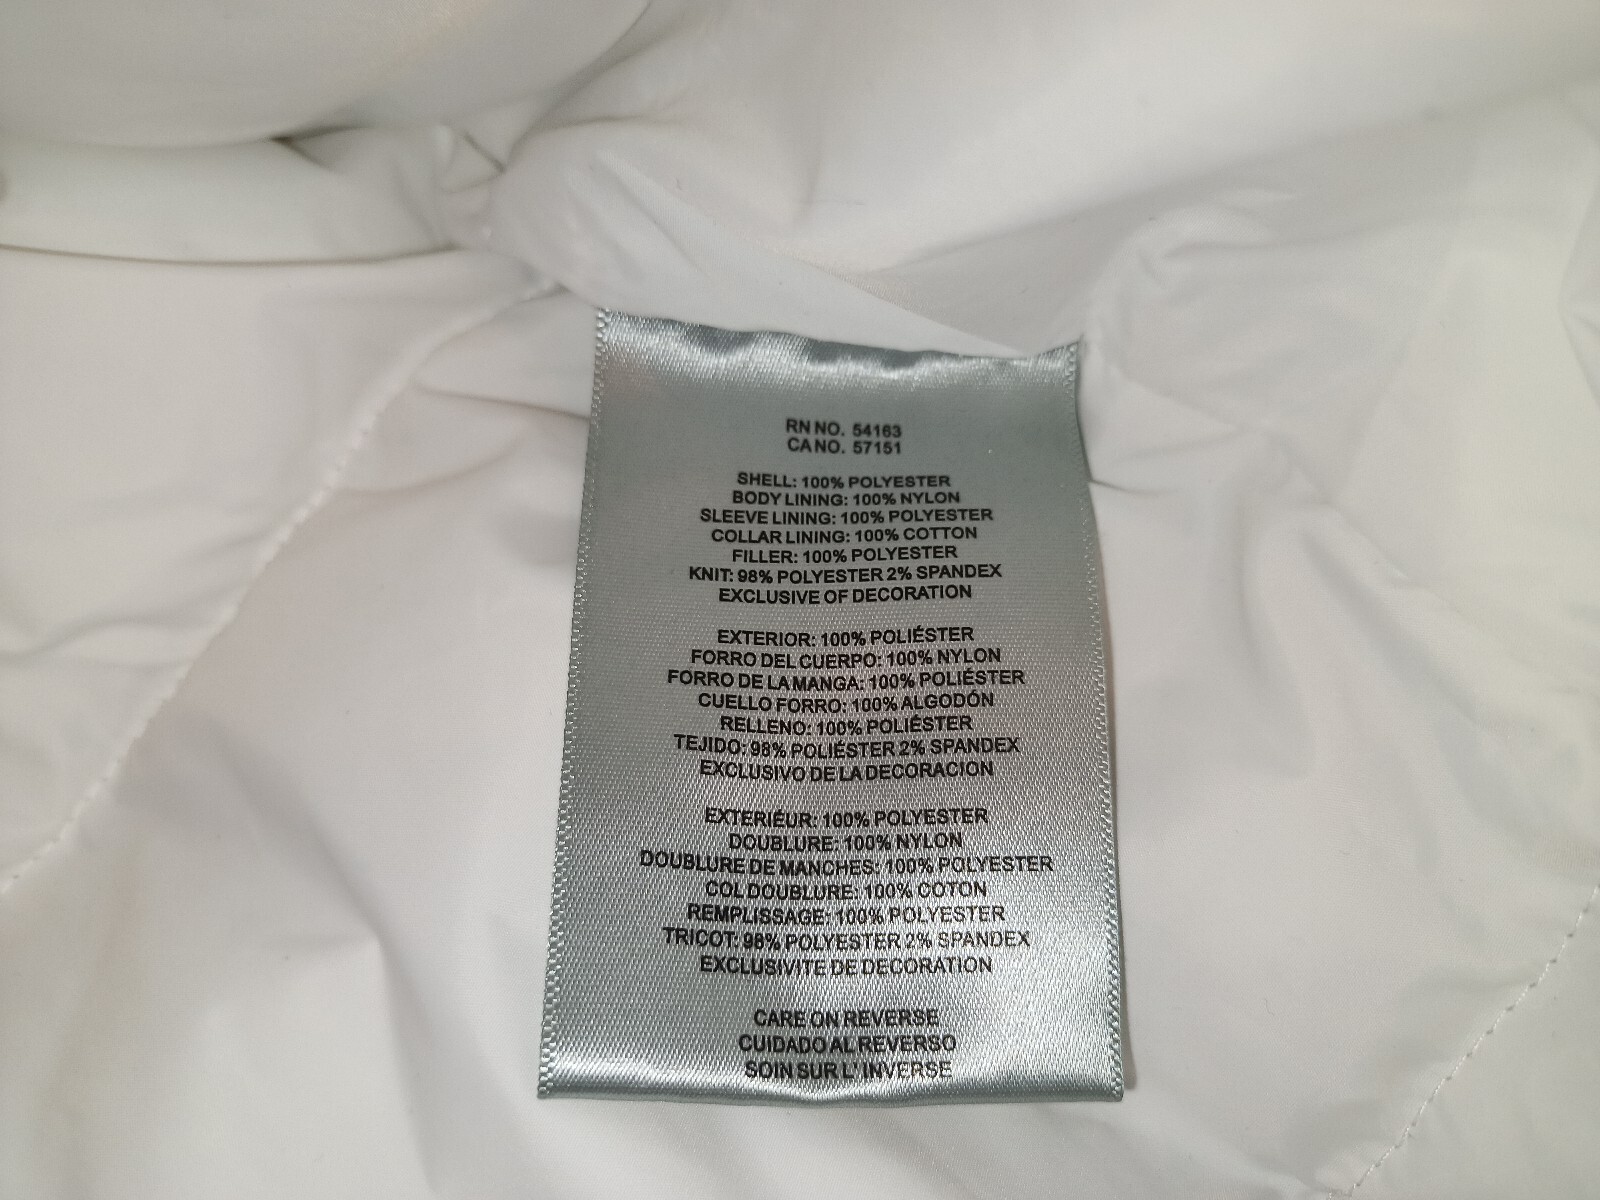 RN NO. 54163
CA NO. 57151
SHELL: 100% POLYESTER
BODY LINING: 100% NYLON
SLEEVE LINING: 100% POLYESTER
COLLAR LINING: 100% COTTON
FILLER: 100% POLYESTER
KNIT: 98% POLYESTER 2% SPANDEX
EXCLUSIVE OF DECORATION
EXTERIOR: 100% POLIÉSTER
FORRO DEL CUERPO: 100% NYLON
FORRO DE LA MANGA: 100% POLIÉSTER
CUELLO FORRO: 100% ALGODÓN
RELLENO: 100% POLIÉSTER
TEJIDO: 98% POLIÉSTER 2% SPANDEX
EXCLUSIVO DE LA DECORACION
EXTERIÉUR: 100% POLYESTER
DOUBLURE: 100% NYLON
DOUBLURE DE MANCHES: 100% POLYESTER
COL DOUBLURE: 100% COTON
REMPLISSAGE: 100% POLYESTER
TRICOT: 98% POLYESTER 2% SPANDEX
EXCLUSIVITE DE DECORATION
CARE ON REVERSE
CUIDADO AL REVERSO
SOIN SUR L' INVERSE